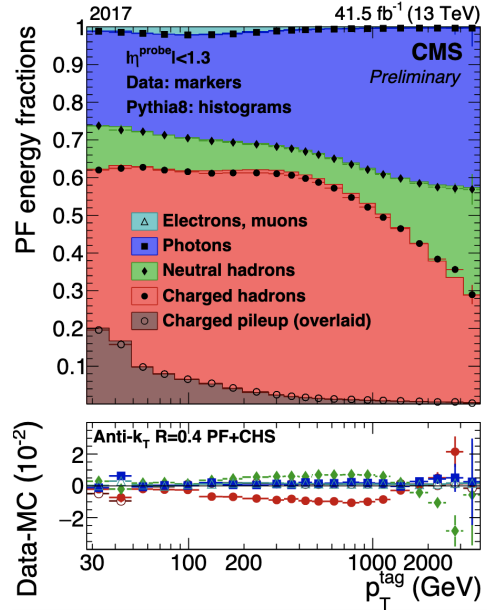 2017 41.5 fb⁻¹ (13 TeV)
PF energy fractions
1
0.9
0.8
0.7
0.6
0.5
0.4
0.3
0.2
0.1
|η^probe|<1.3
CMS
Data: markers
Preliminary
Pythia8: histograms
Electrons, muons
Photons
Neutral hadrons
Charged hadrons
Charged pileup (overlaid)
Data-MC (10⁻²)
Anti-k_T R=0.4 PF+CHS
2
0
−2
30 100 200 1000 2000
p_T^tag (GeV)